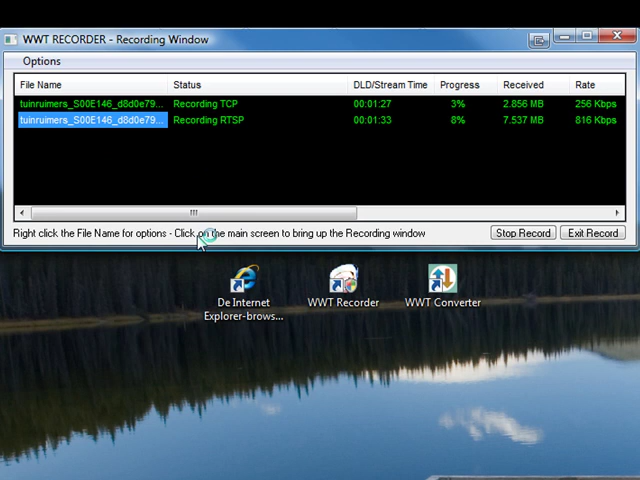 WWT RECORDER - Recording Window
Options
File Name Status DLD/Stream Time Progress Received Rate
tuinruimers_S00E146_d8d0e79... Recording TCP 00:01:27 3% 2.856 MB 256 Kbps
tuinruimers_S00E146_d8d0e79... Recording RTSP 00:01:33 8% 7.537 MB 816 Kbps
Right click the File Name for options - Click on the main screen to bring up the Recording window Stop Record Exit Record
De Internet Explorer-brows... WWT Recorder WWT Converter